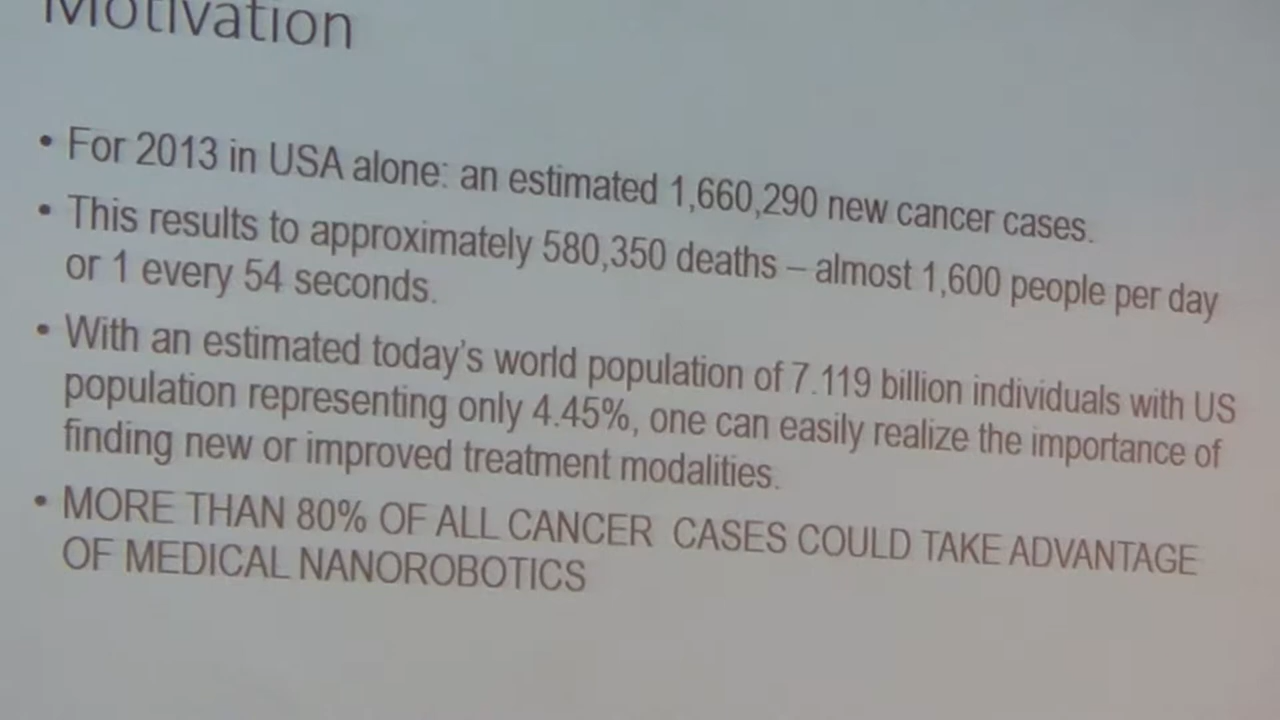 Motivation
• For 2013 in USA alone: an estimated 1,660,290 new cancer cases.
• This results to approximately 580,350 deaths – almost 1,600 people per day
or 1 every 54 seconds.
• With an estimated today's world population of 7.119 billion individuals with US
population representing only 4.45%, one can easily realize the importance of
finding new or improved treatment modalities.
• MORE THAN 80% OF ALL CANCER CASES COULD TAKE ADVANTAGE
OF MEDICAL NANOROBOTICS